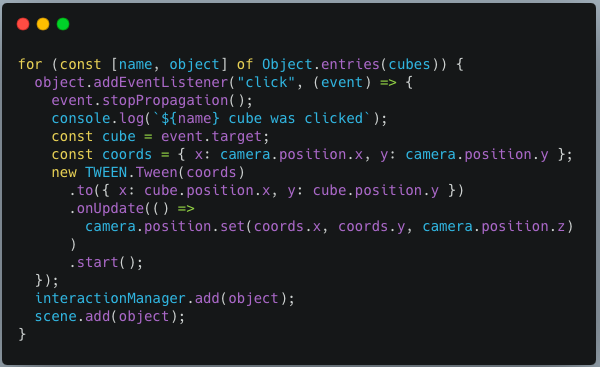 for (const [name, object] of Object.entries(cubes)) {
  object.addEventListener("click", (event) => {
    event.stopPropagation();
    console.log(`${name} cube was clicked`);
    const cube = event.target;
    const coords = { x: camera.position.x, y: camera.position.y };
    new TWEEN.Tween(coords)
      .to({ x: cube.position.x, y: cube.position.y })
      .onUpdate(() =>
        camera.position.set(coords.x, coords.y, camera.position.z)
      )
      .start();
  });
  interactionManager.add(object);
  scene.add(object);
}